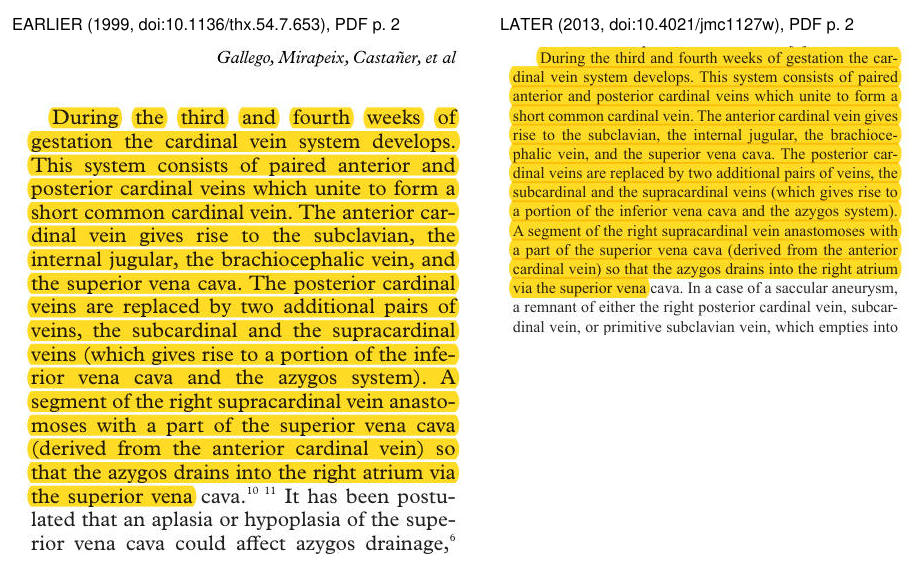 EARLIER (1999, doi:10.1136/thx.54.7.653), PDF p. 2
Gallego, Mirapeix, Castañer, et al
During the third and fourth weeks of
gestation the cardinal vein system develops.
This system consists of paired anterior and
posterior cardinal veins which unite to form a
short common cardinal vein. The anterior car-
dinal vein gives rise to the subclavian, the
internal jugular, the brachiocephalic vein, and
the superior vena cava. The posterior cardinal
veins are replaced by two additional pairs of
veins, the subcardinal and the supracardinal
veins (which gives rise to a portion of the infe-
rior vena cava and the azygos system). A
segment of the right supracardinal vein anasto-
moses with a part of the superior vena cava
(derived from the anterior cardinal vein) so
that the azygos drains into the right atrium via
the superior vena cava.10 11 It has been postu-
lated that an aplasia or hypoplasia of the supe-
rior vena cava could affect azygos drainage,6
LATER (2013, doi:10.4021/jmc1127w), PDF p. 2
During the third and fourth weeks of gestation the car-
dinal vein system develops. This system consists of paired
anterior and posterior cardinal veins which unite to form a
short common cardinal vein. The anterior cardinal vein gives
rise to the subclavian, the internal jugular, the brachioce-
phalic vein, and the superior vena cava. The posterior car-
dinal veins are replaced by two additional pairs of veins, the
subcardinal and the supracardinal veins (which gives rise to
a portion of the inferior vena cava and the azygos system).
A segment of the right supracardinal vein anastomoses with
a part of the superior vena cava (derived from the anterior
cardinal vein) so that the azygos drains into the right atrium
via the superior vena cava. In a case of a saccular aneurysm,
a remnant of either the right posterior cardinal vein, subcar-
dinal vein, or primitive subclavian vein, which empties into